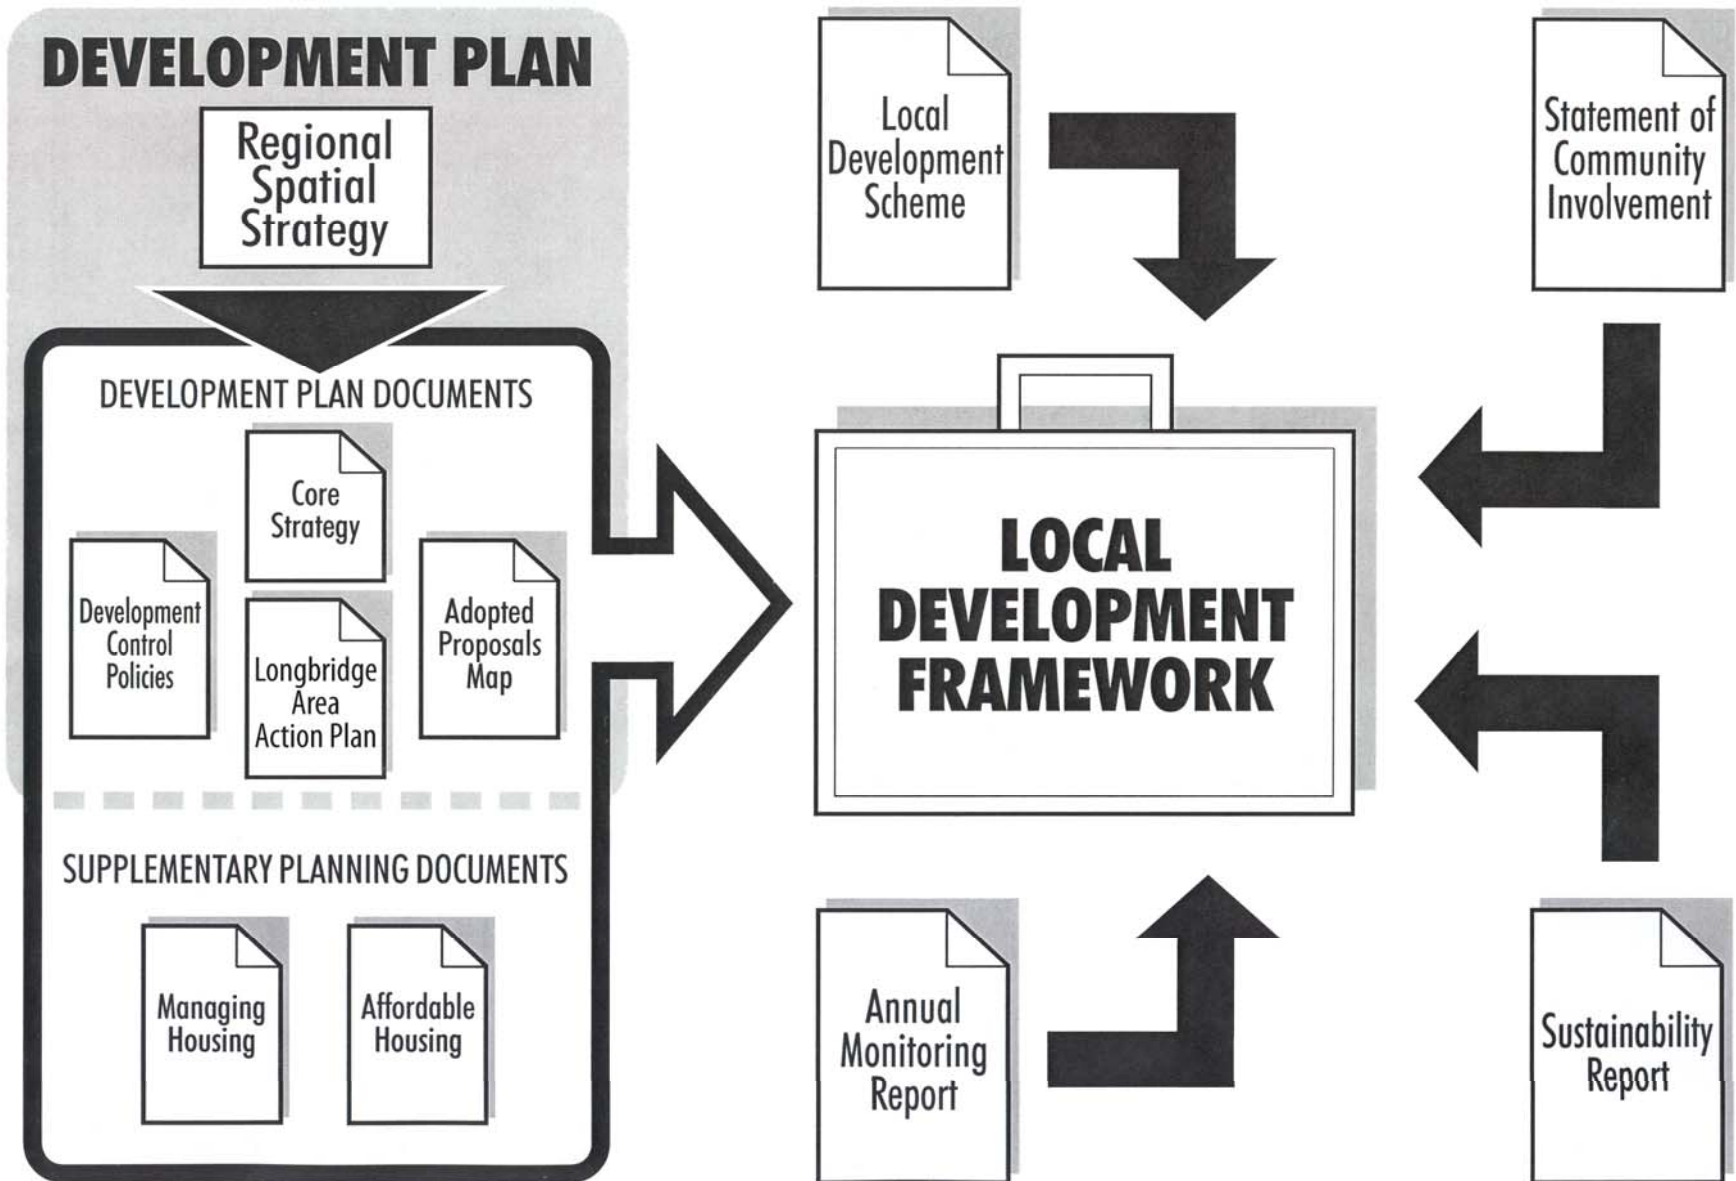 DEVELOPMENT PLAN
Regional
Spatial
Strategy
DEVELOPMENT PLAN DOCUMENTS
Core
Strategy
Development
Control
Policies
Longbridge
Area
Action Plan
Adopted
Proposals
Map
SUPPLEMENTARY PLANNING DOCUMENTS
Managing
Housing
Affordable
Housing
Local
Development
Scheme
Statement of
Community
Involvement
LOCAL
DEVELOPMENT
FRAMEWORK
Annual
Monitoring
Report
Sustainability
Report